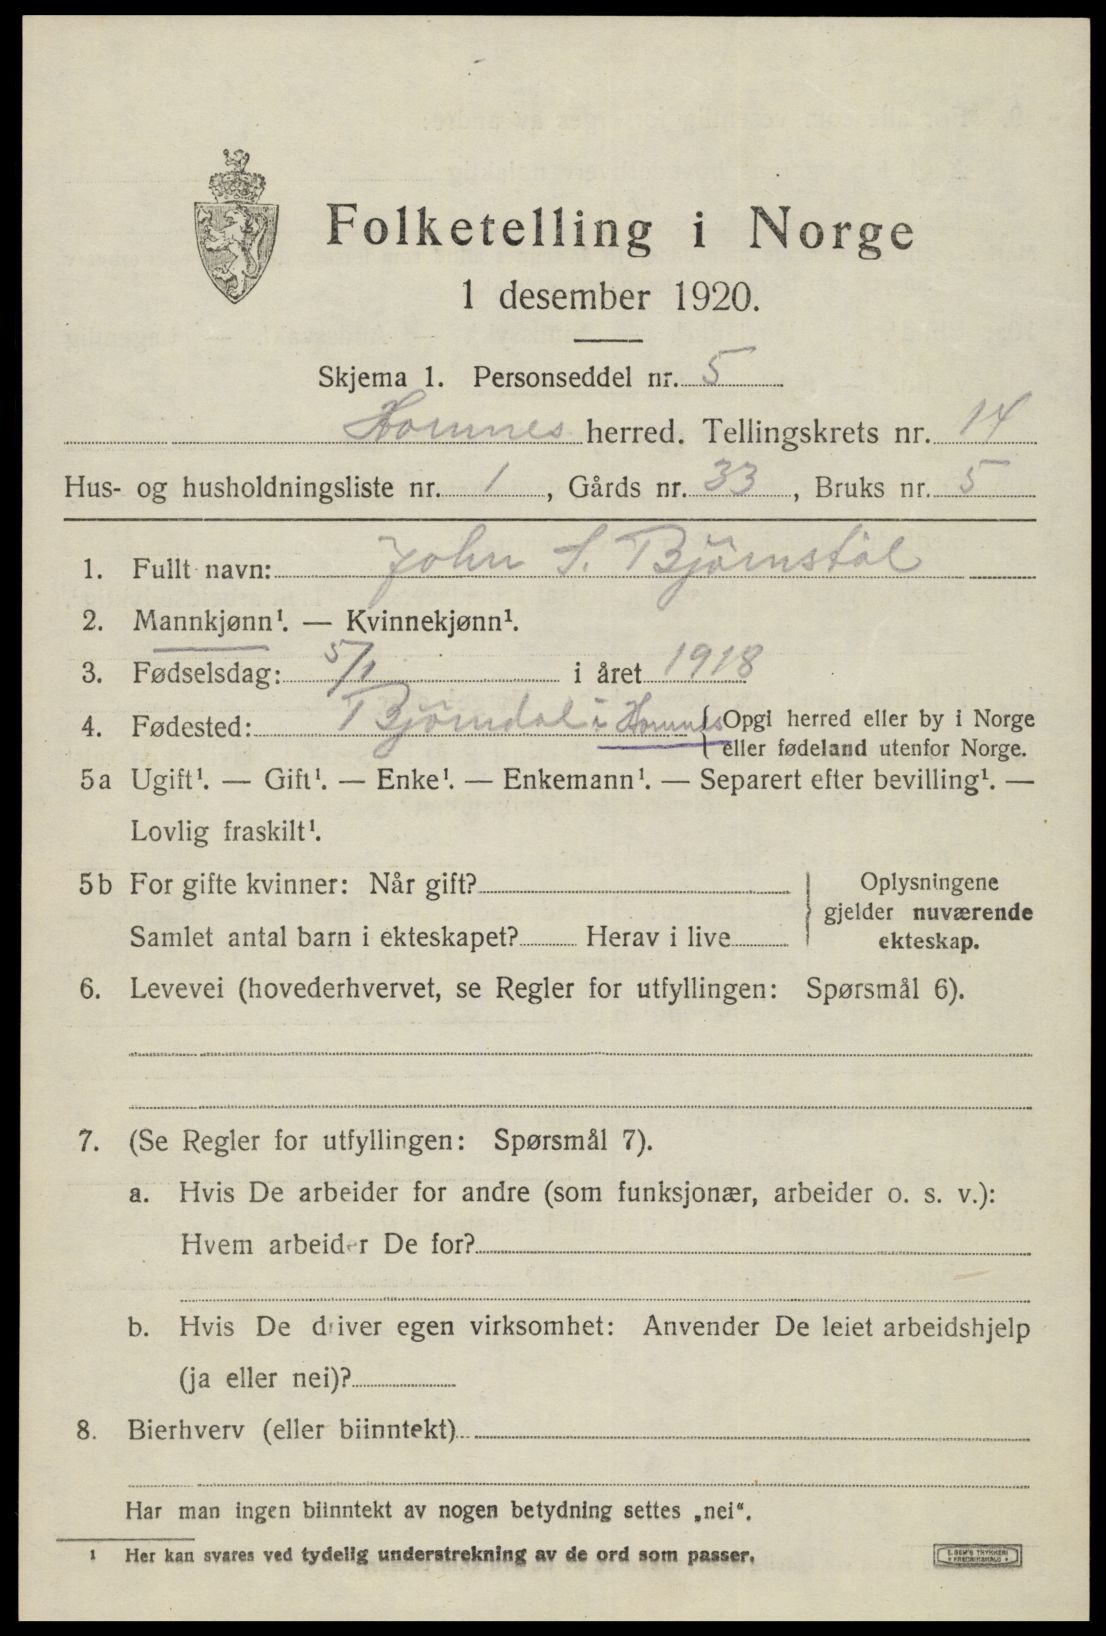 Folketelling i Norge
1 desember 1920.
Skjema 1. Personseddel nr. 5
Homnes herred. Tellingskrets nr. 14
Hus- og husholdningsliste nr. 1, Gårds nr. 33, Bruks nr. 5
1. Fullt navn: John S. Björnstöl
2. Mannkjønn¹. — Kvinnekjønn¹.
3. Fødselsdag: 5/1 i året 1918
4. Fødested: Björndal i Homnes {Opgi herred eller by i Norge
eller fødeland utenfor Norge.
5a Ugift¹. — Gift¹. — Enke¹. — Enkemann¹. — Separert efter bevilling¹. —
Lovlig fraskilt¹.
5b For gifte kvinner: Når gift?
Samlet antal barn i ekteskapet? Herav i live
} Oplysningene
gjelder nuværende
ekteskap.
6. Levevei (hovederhvervet, se Regler for utfyllingen: Spørsmål 6).
7. (Se Regler for utfyllingen: Spørsmål 7).
a. Hvis De arbeider for andre (som funksjonær, arbeider o. s. v.):
Hvem arbeider De for?
b. Hvis De driver egen virksomhet: Anvender De leiet arbeidshjelp
(ja eller nei)?
8. Bierhverv (eller biinntekt)
Har man ingen biinntekt av nogen betydning settes „nei“.
¹ Her kan svares ved tydelig understrekning av de ord som passer.